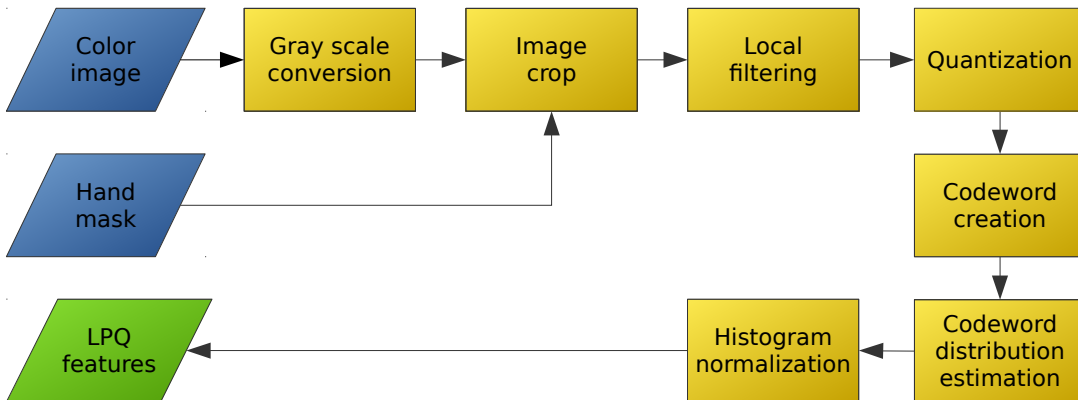 Color
image
Gray scale
conversion
Image
crop
Local
filtering
Quantization
Hand
mask
Codeword
creation
LPQ
features
Histogram
normalization
Codeword
distribution
estimation